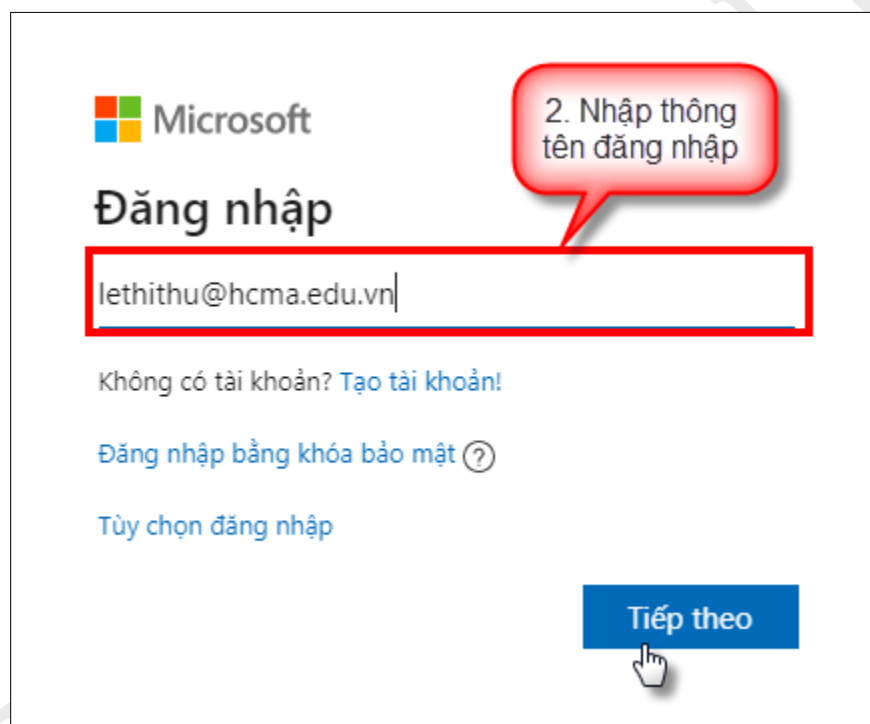 Microsoft
2. Nhập thông
tên đăng nhập
Đăng nhập
lethithu@hcma.edu.vn
Không có tài khoản? Tạo tài khoản!
Đăng nhập bằng khóa bảo mật ?
Tùy chọn đăng nhập
Tiếp theo